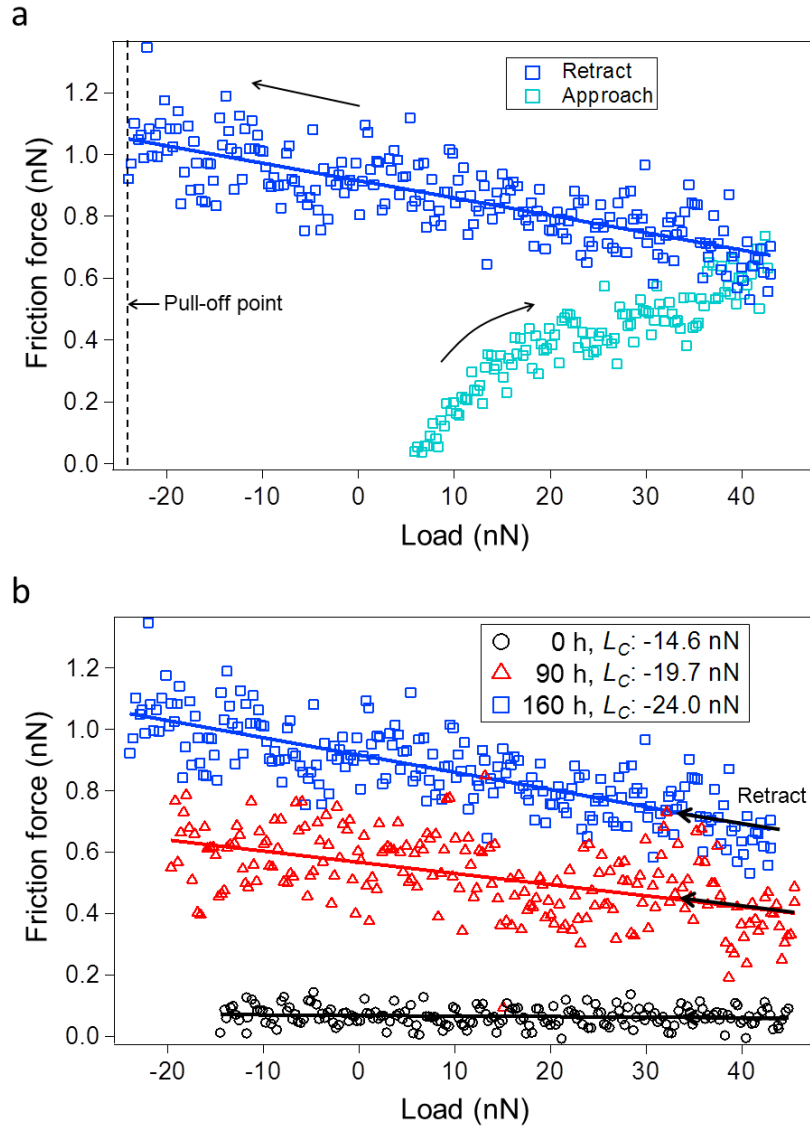 a
Friction force (nN)
1.2
1.0
0.8
0.6
0.4
0.2
0.0
Retract
Approach
Pull-off point
-20 -10 0 10 20 30 40
Load (nN)
b
Friction force (nN)
1.2
1.0
0.8
0.6
0.4
0.2
0.0
0 h, LC: -14.6 nN
90 h, LC: -19.7 nN
160 h, LC: -24.0 nN
Retract
-20 -10 0 10 20 30 40
Load (nN)